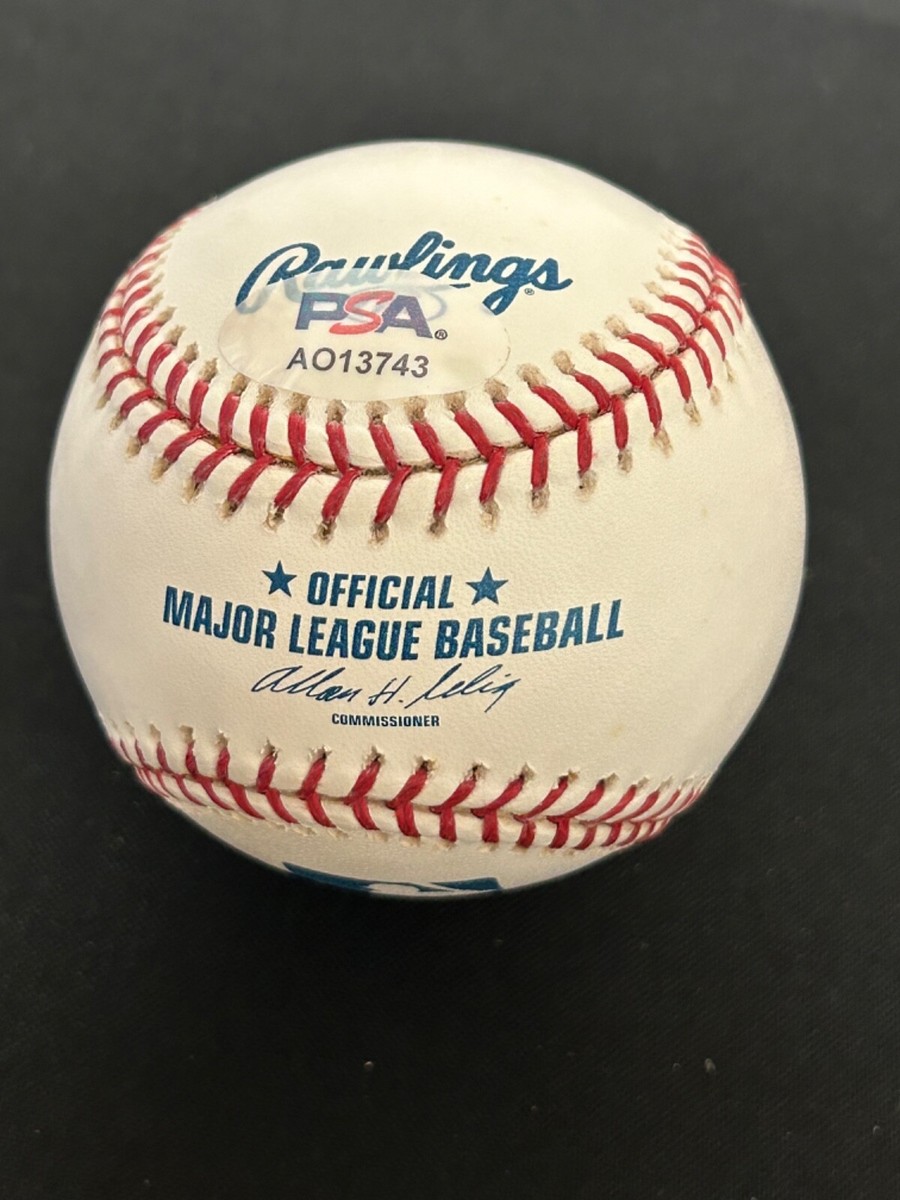 Rawlings®
PSA®
AO13743
★ OFFICIAL ★
MAJOR LEAGUE BASEBALL
Allan H. Selig
COMMISSIONER